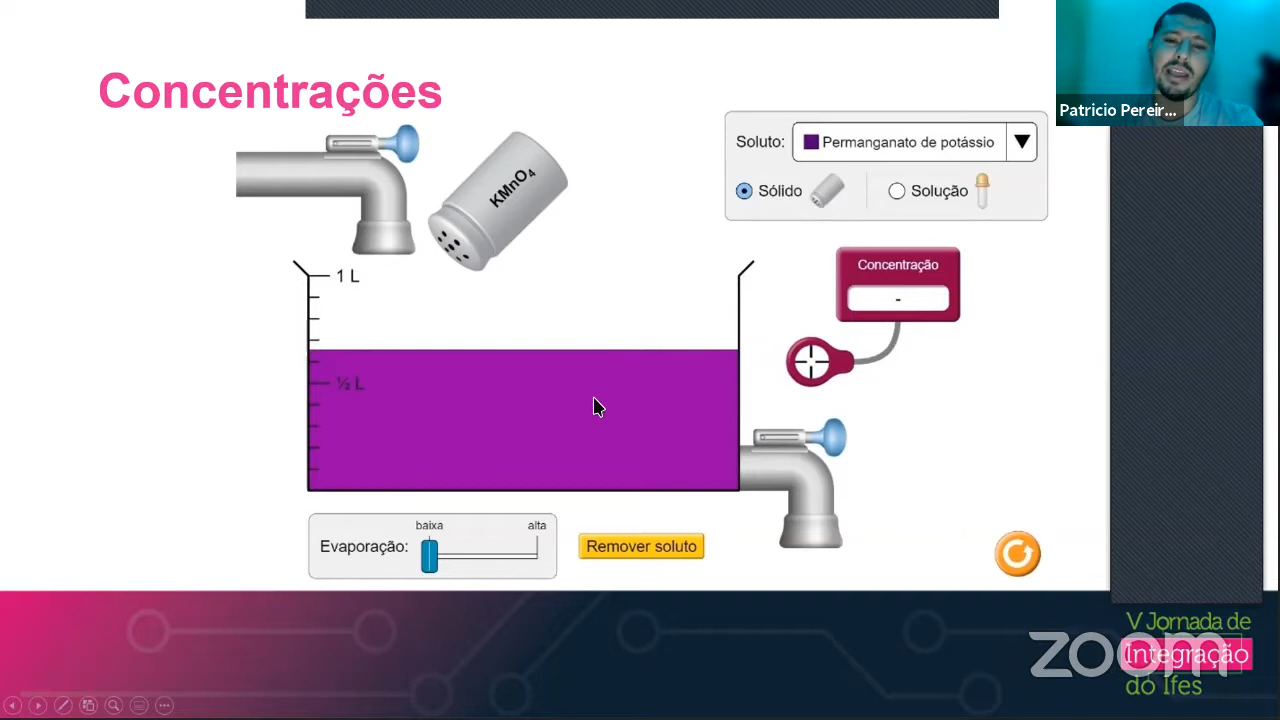 Concentrações
Patricio Pereir...
Soluto:
Permanganato de potássio
Sólido
Solução
KMnO4
Concentração
-
1 L
½ L
baixa
alta
Evaporação:
Remover soluto
V Jornada de
Integração
do Ifes
zoom